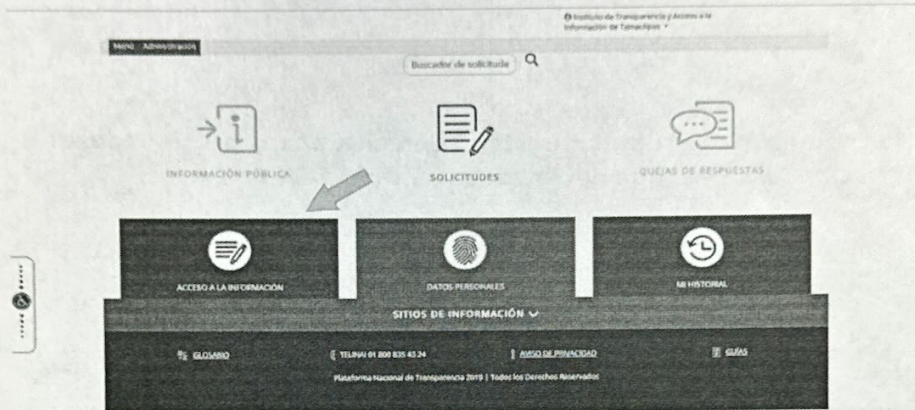 Instituto de Transparencia y Acceso a la
Información de Tamaulipas
Menú Administración
Buscador de solicitude
INFORMACIÓN PÚBLICA
SOLICITUDES
QUEJAS DE RESPUESTAS
ACCESO A LA INFORMACIÓN
DATOS PERSONALES
MI HISTORIAL
SITIOS DE INFORMACIÓN
GLOSARIO
TELINAI 01 800 835 43 24
AVISO DE PRIVACIDAD
GUÍAS
Plataforma Nacional de Transparencia 2019 | Todos los Derechos Reservados